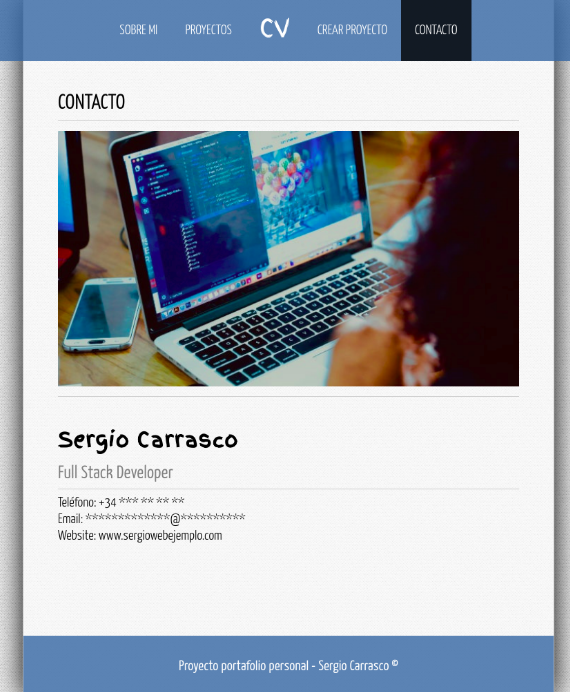 SOBRE MI PROYECTOS CV CREAR PROYECTO CONTACTO
CONTACTO
Sergio Carrasco
Full Stack Developer
Teléfono: +34 *** ** ** **
Email: *************@**********
Website: www.sergiowebejemplo.com
Proyecto portafolio personal - Sergio Carrasco ©